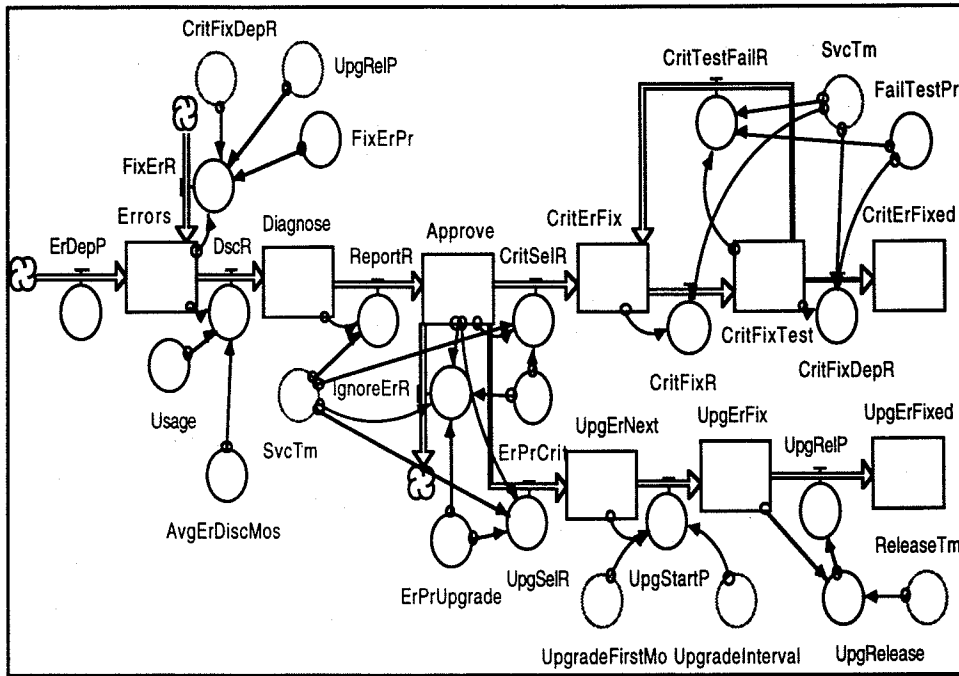 CritFixDepR
UpgRelP
CritTestFailR
SvcTm
FailTestPr
FixErPr
FixErR
Errors
Diagnose
Approve
CritErFix
CritErFixed
ErDepP
DscR
ReportR
CritSelR
CritFixTest
CritFixDepR
CritFixR
IgnoreErR
Usage
SvcTm
ErPrCrit
UpgErNext
UpgErFix
UpgRelP
UpgErFixed
AvgErDiscMos
ErPrUpgrade
UpgSelR
UpgStartP
ReleaseTm
UpgradeFirstMo
UpgradeInterval
UpgRelease